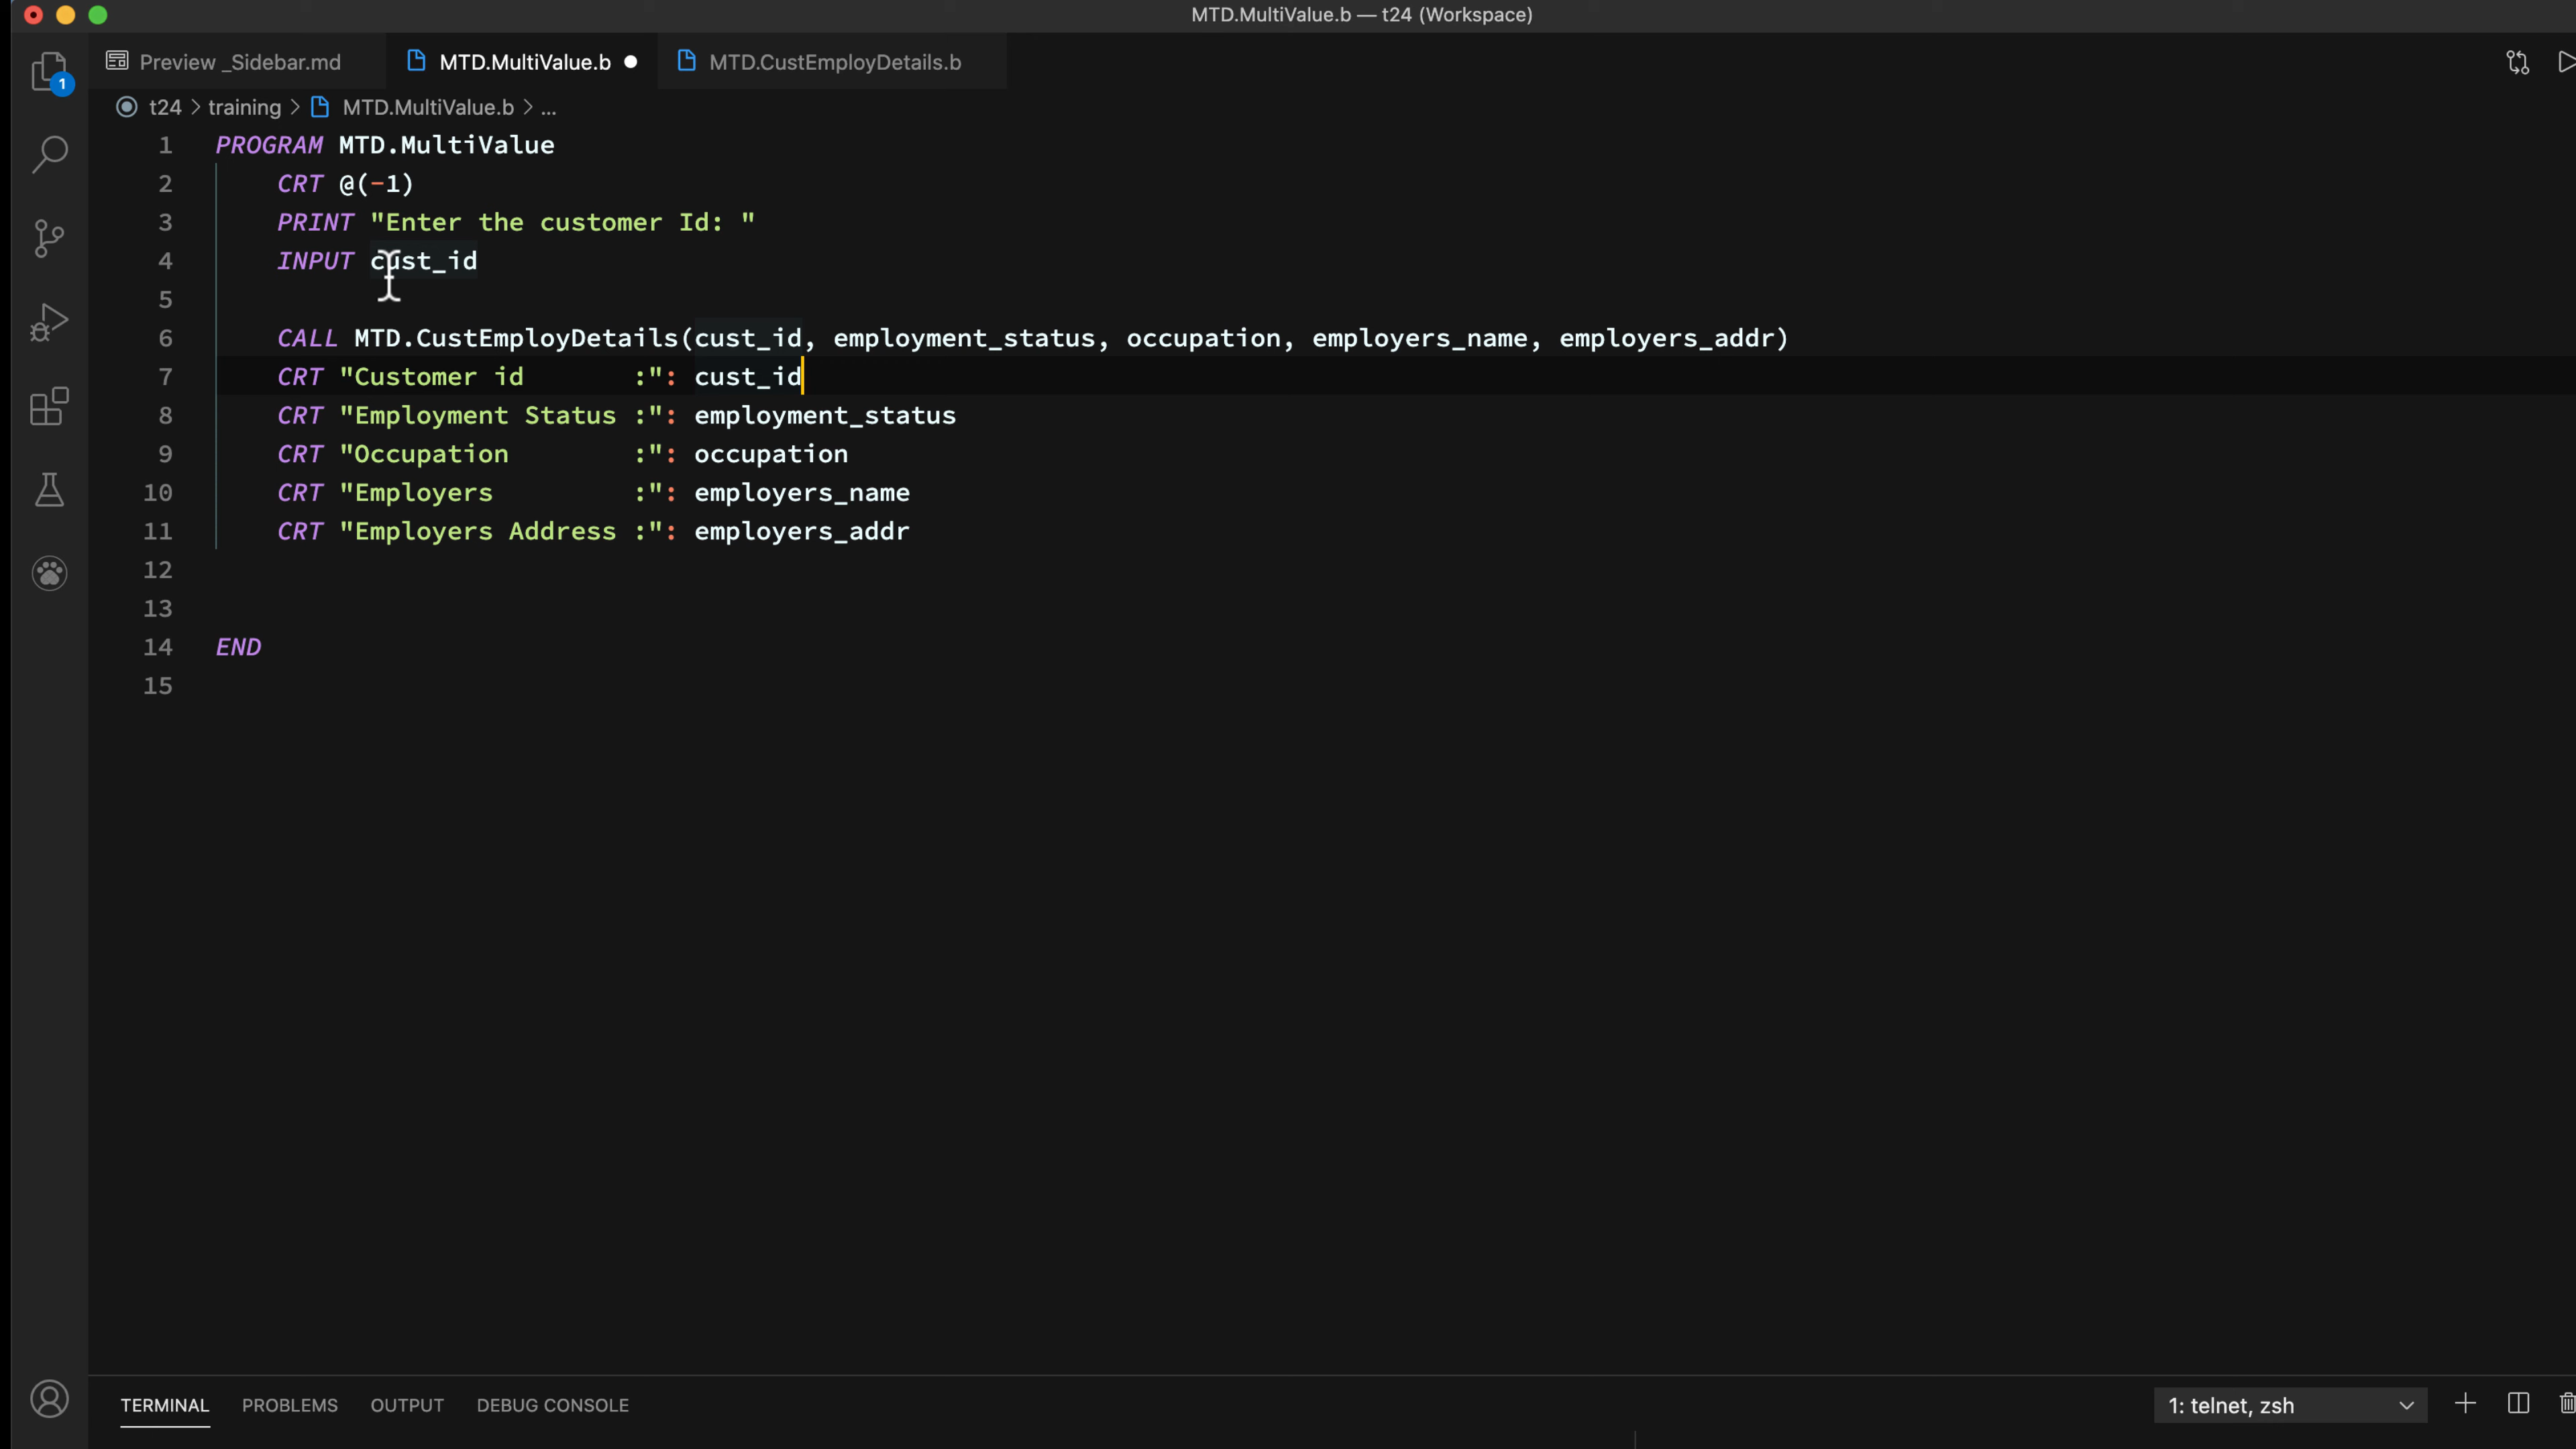 MTD.MultiValue.b — t24 (Workspace)
1
Preview _Sidebar.md
MTD.MultiValue.b
MTD.CustEmployDetails.b
t24 > training > MTD.MultiValue.b > ...
1 PROGRAM MTD.MultiValue
2 CRT @(-1)
3 PRINT "Enter the customer Id: "
4 INPUT cust_id
5
6 CALL MTD.CustEmployDetails(cust_id, employment_status, occupation, employers_name, employers_addr)
7 CRT "Customer id       :": cust_id
8 CRT "Employment Status :": employment_status
9 CRT "Occupation        :": occupation
10 CRT "Employers         :": employers_name
11 CRT "Employers Address :": employers_addr
12
13
14 END
15
TERMINAL PROBLEMS OUTPUT DEBUG CONSOLE
1: telnet, zsh